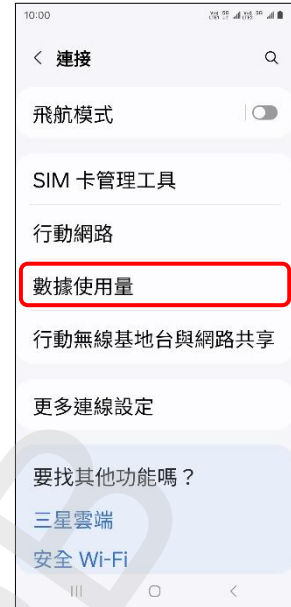 10:00
連接
飛航模式
SIM 卡管理工具
行動網路
數據使用量
行動無線基地台與網路共享
更多連線設定
要找其他功能嗎？
三星雲端
安全 Wi-Fi